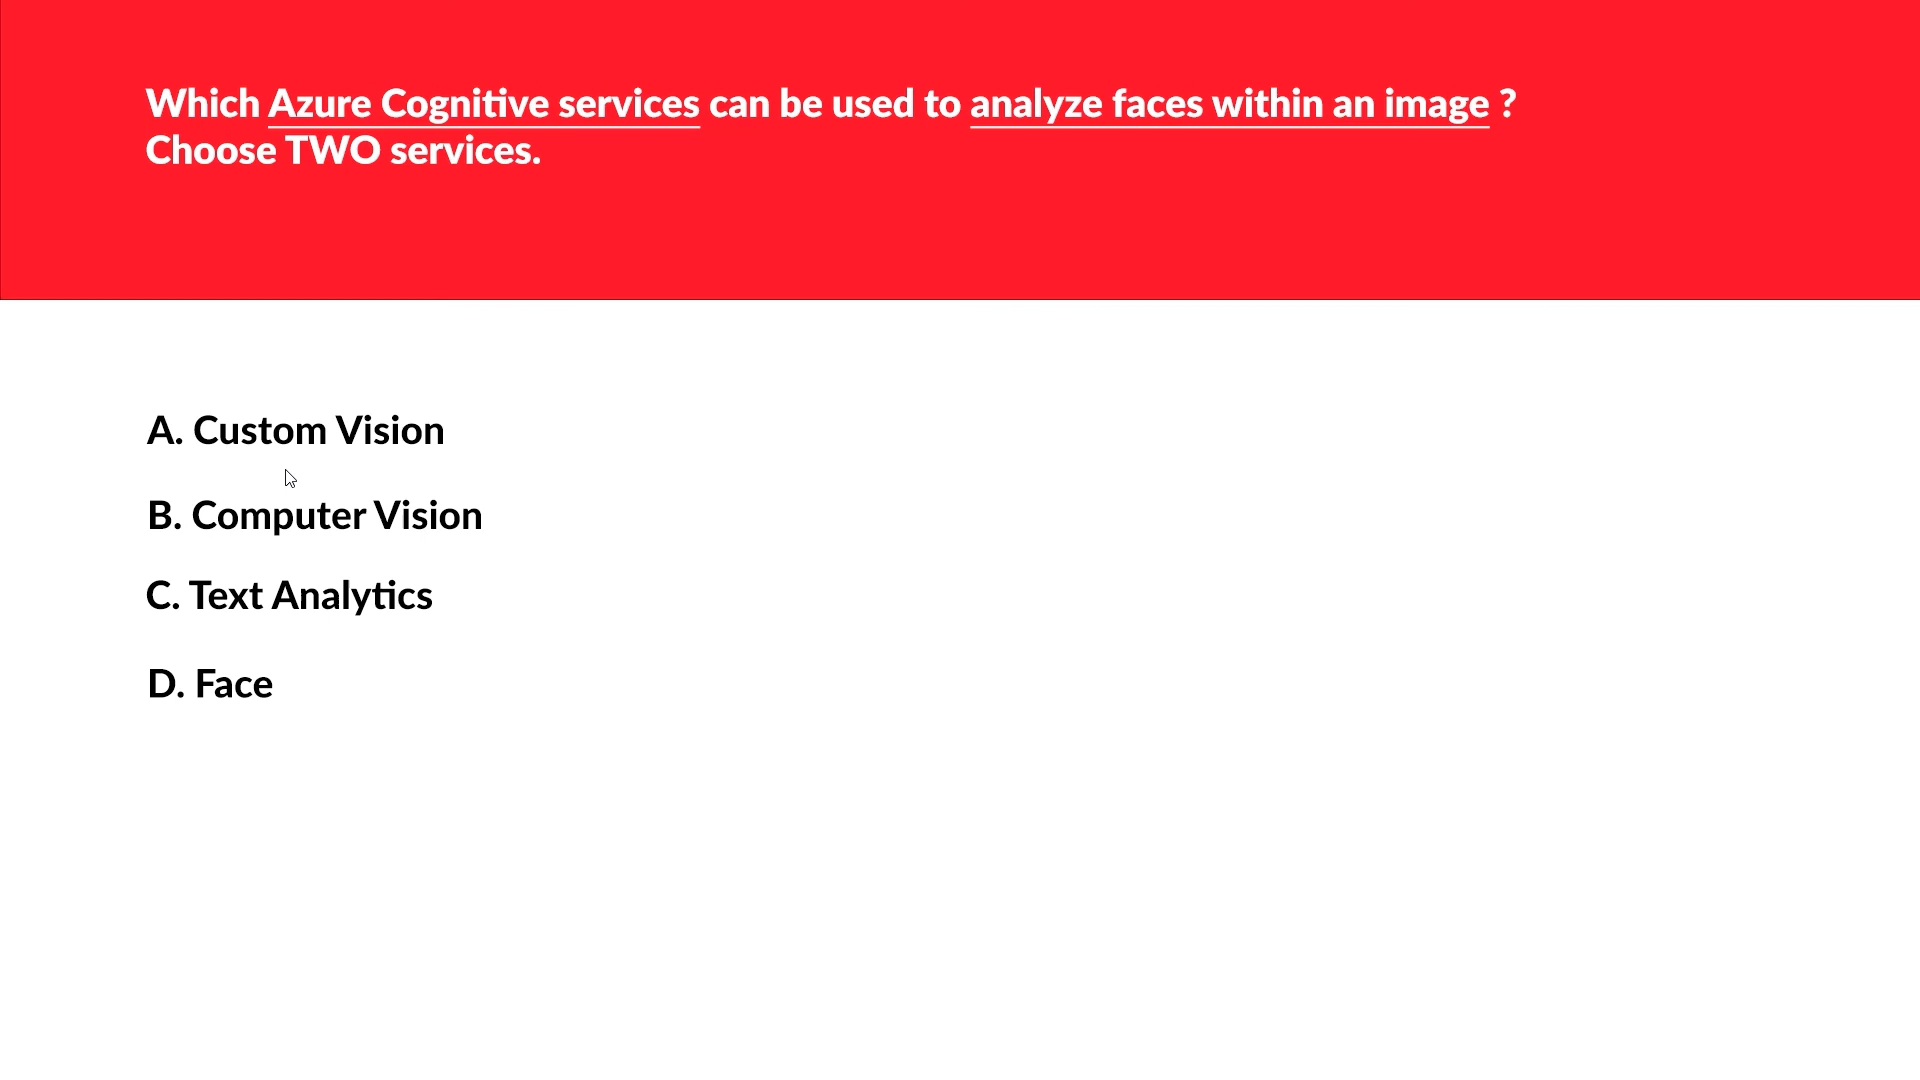 Which Azure Cognitive services can be used to analyze faces within an image ?
Choose TWO services.
A. Custom Vision
B. Computer Vision
C. Text Analytics
D. Face